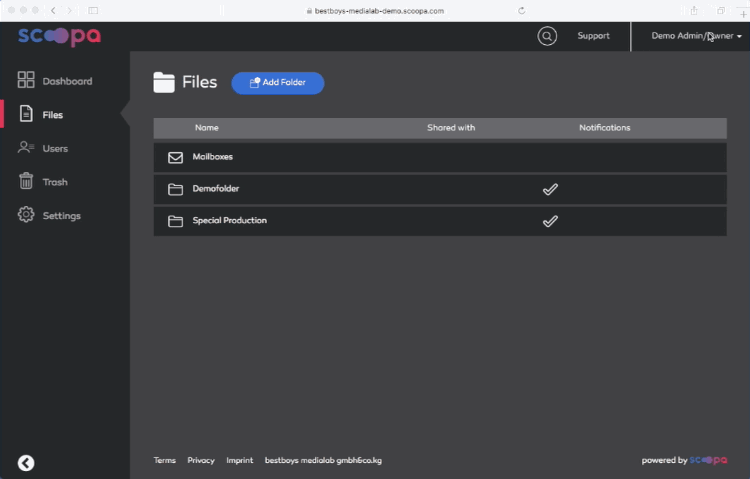 bestboys-medialab-demo.scoopa.com
scoopa
Support
Demo Admin/Owner
Dashboard
Files
Users
Trash
Settings
Files
Add Folder
Name
Shared with
Notifications
Mailboxes
Demofolder
Special Production
Terms
Privacy
Imprint
bestboys medialab gmbh&co.kg
powered by scoopa